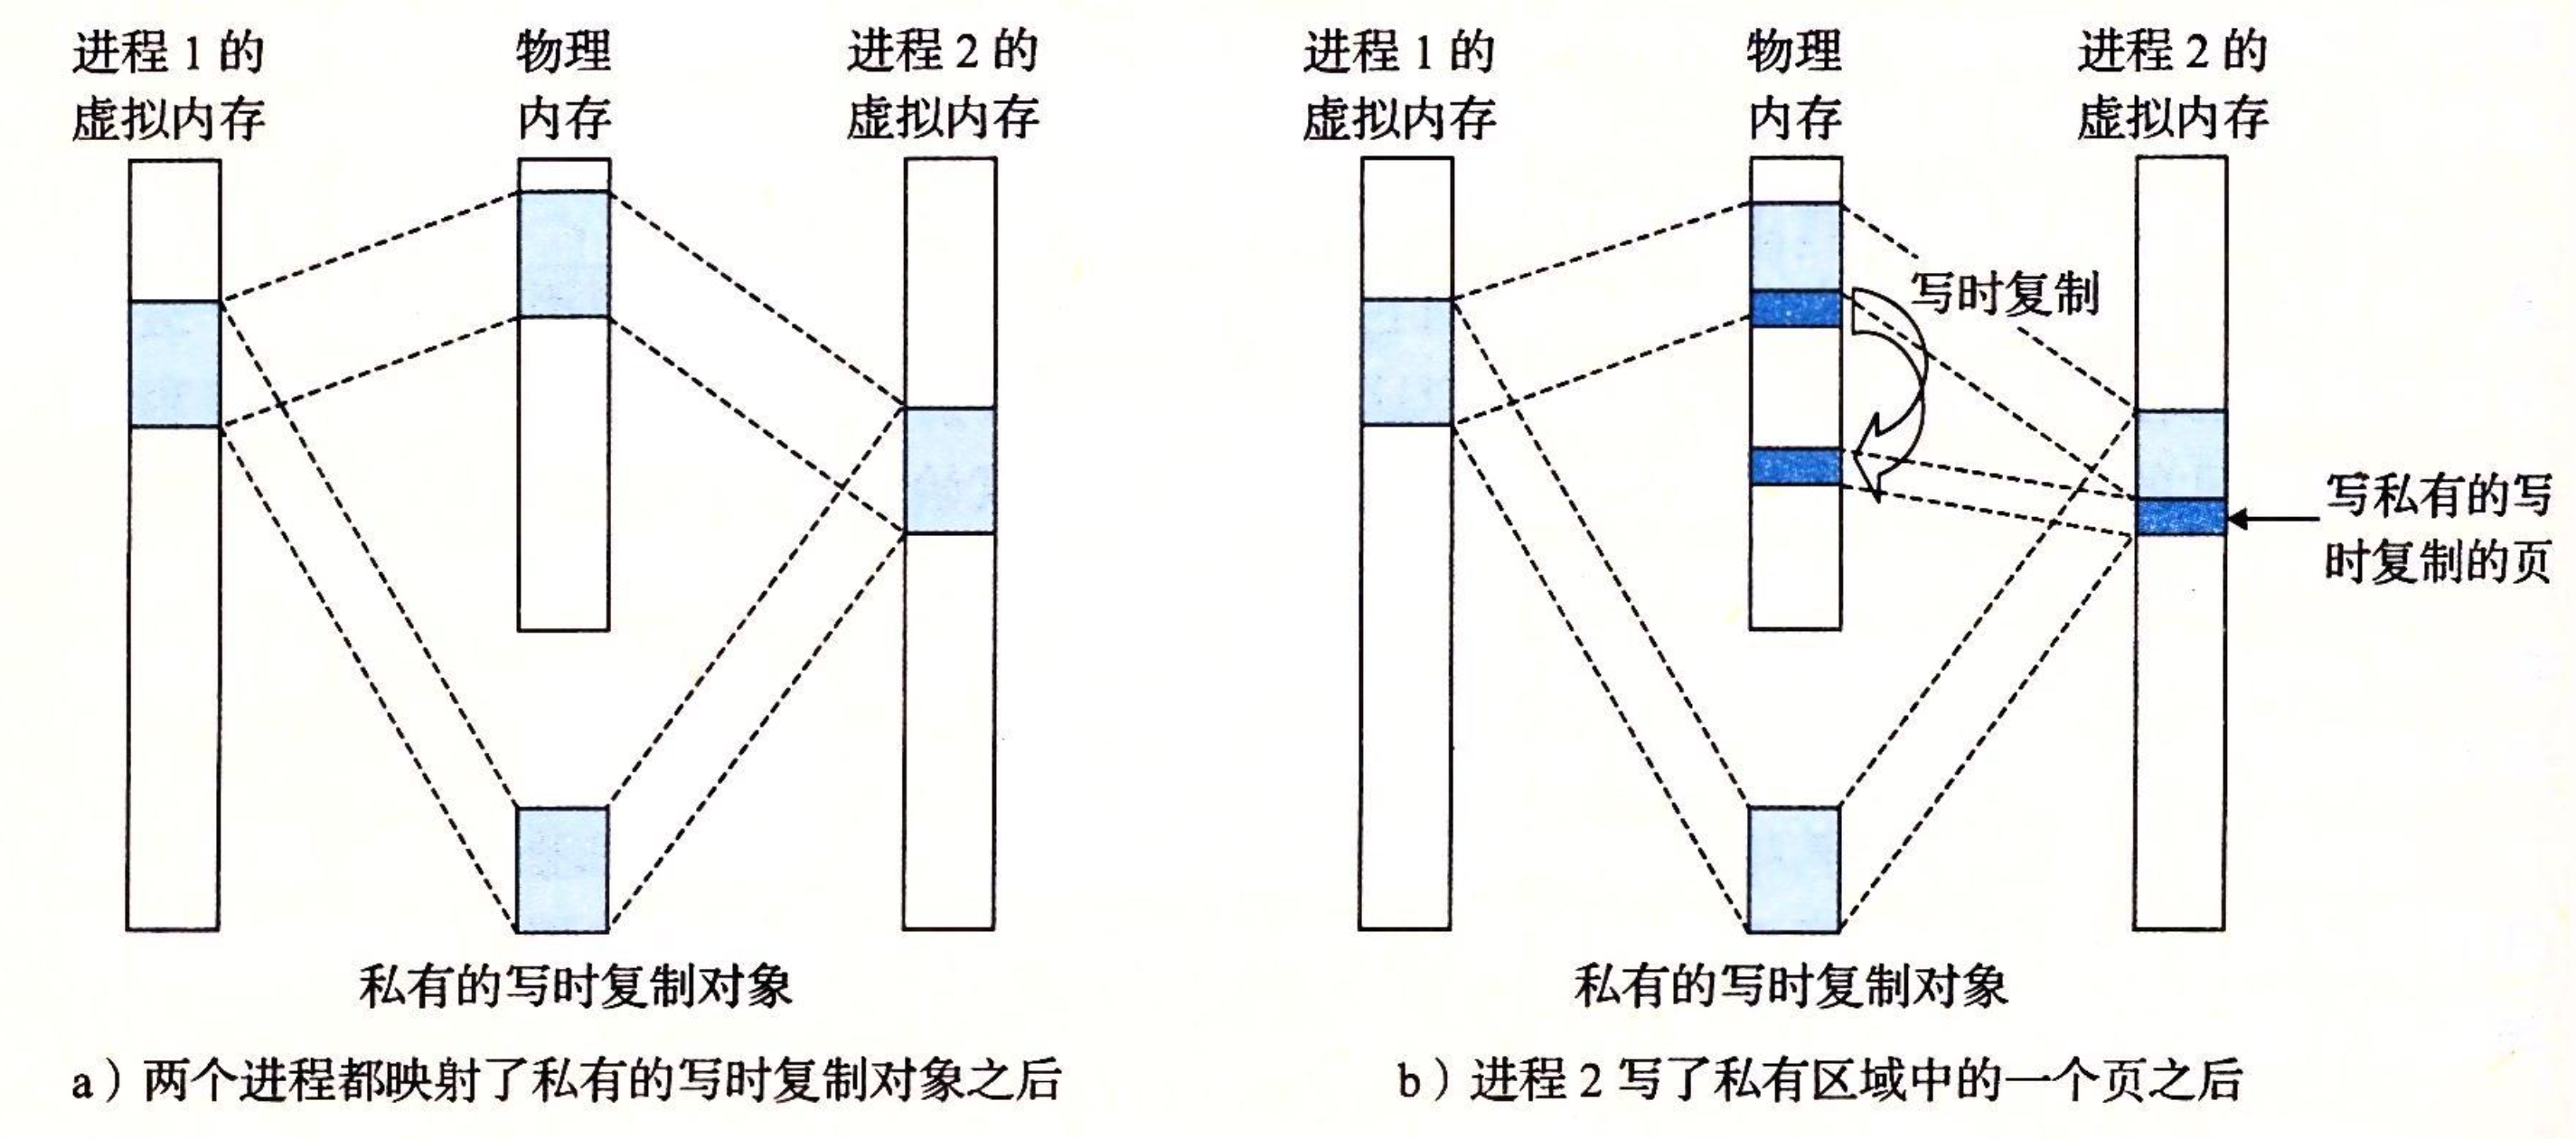 进程 1 的
虚拟内存
物理
内存
进程 2 的
虚拟内存
私有的写时复制对象
a）两个进程都映射了私有的写时复制对象之后
进程 1 的
虚拟内存
物理
内存
进程 2 的
虚拟内存
写时复制
写私有的写
时复制的页
私有的写时复制对象
b）进程 2 写了私有区域中的一个页之后